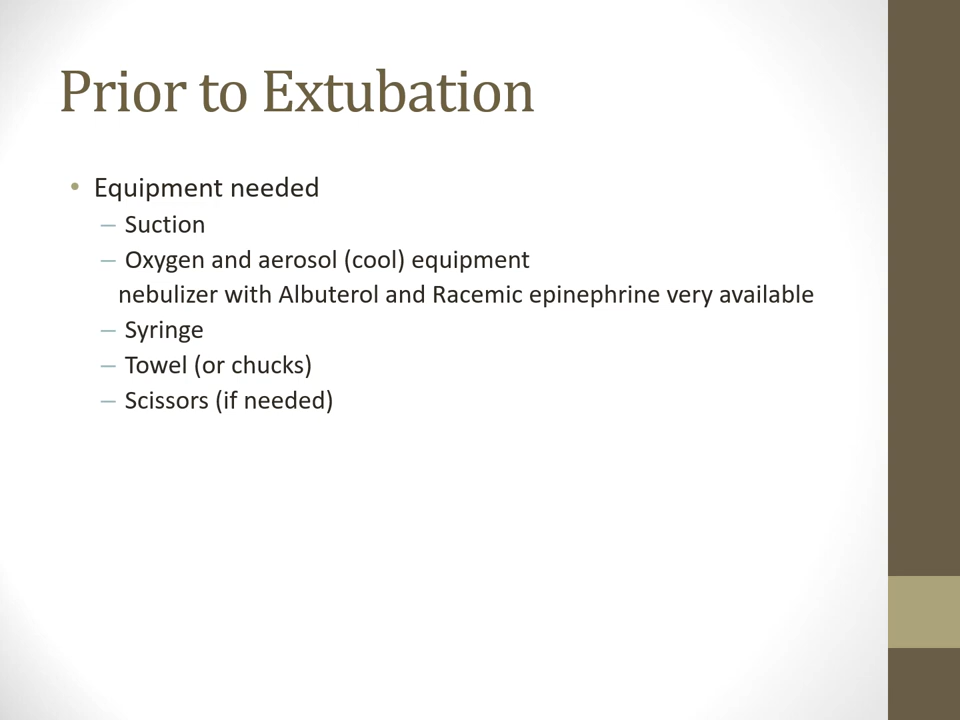 Prior to Extubation
• Equipment needed
– Suction
– Oxygen and aerosol (cool) equipment
nebulizer with Albuterol and Racemic epinephrine very available
– Syringe
– Towel (or chucks)
– Scissors (if needed)